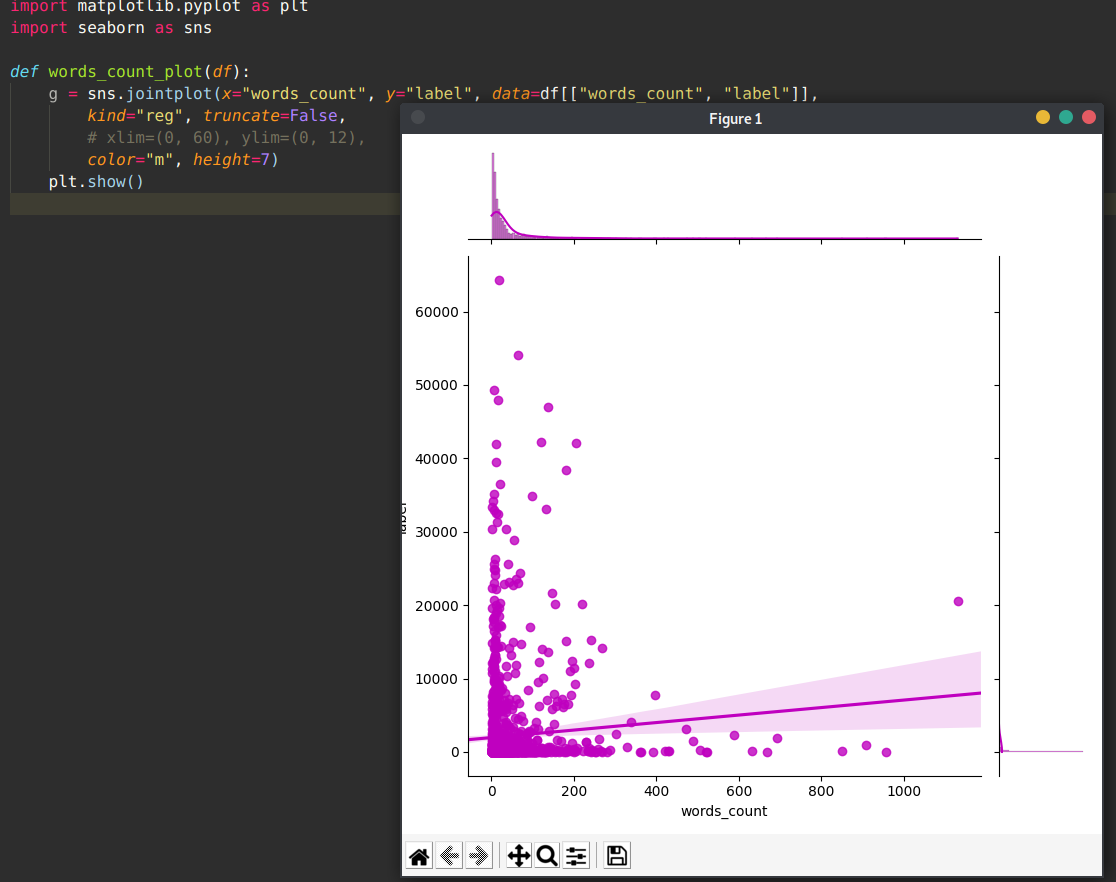 import matplotlib.pyplot as plt
import seaborn as sns
def words_count_plot(df):
g = sns.jointplot(x="words_count", y="label", data=df[["words_count", "label"]],
kind="reg", truncate=False,
# xlim=(0, 60), ylim=(0, 12),
color="m", height=7)
plt.show()
Figure 1
60000
50000
40000
30000
20000
10000
0
label
0 200 400 600 800 1000
words_count